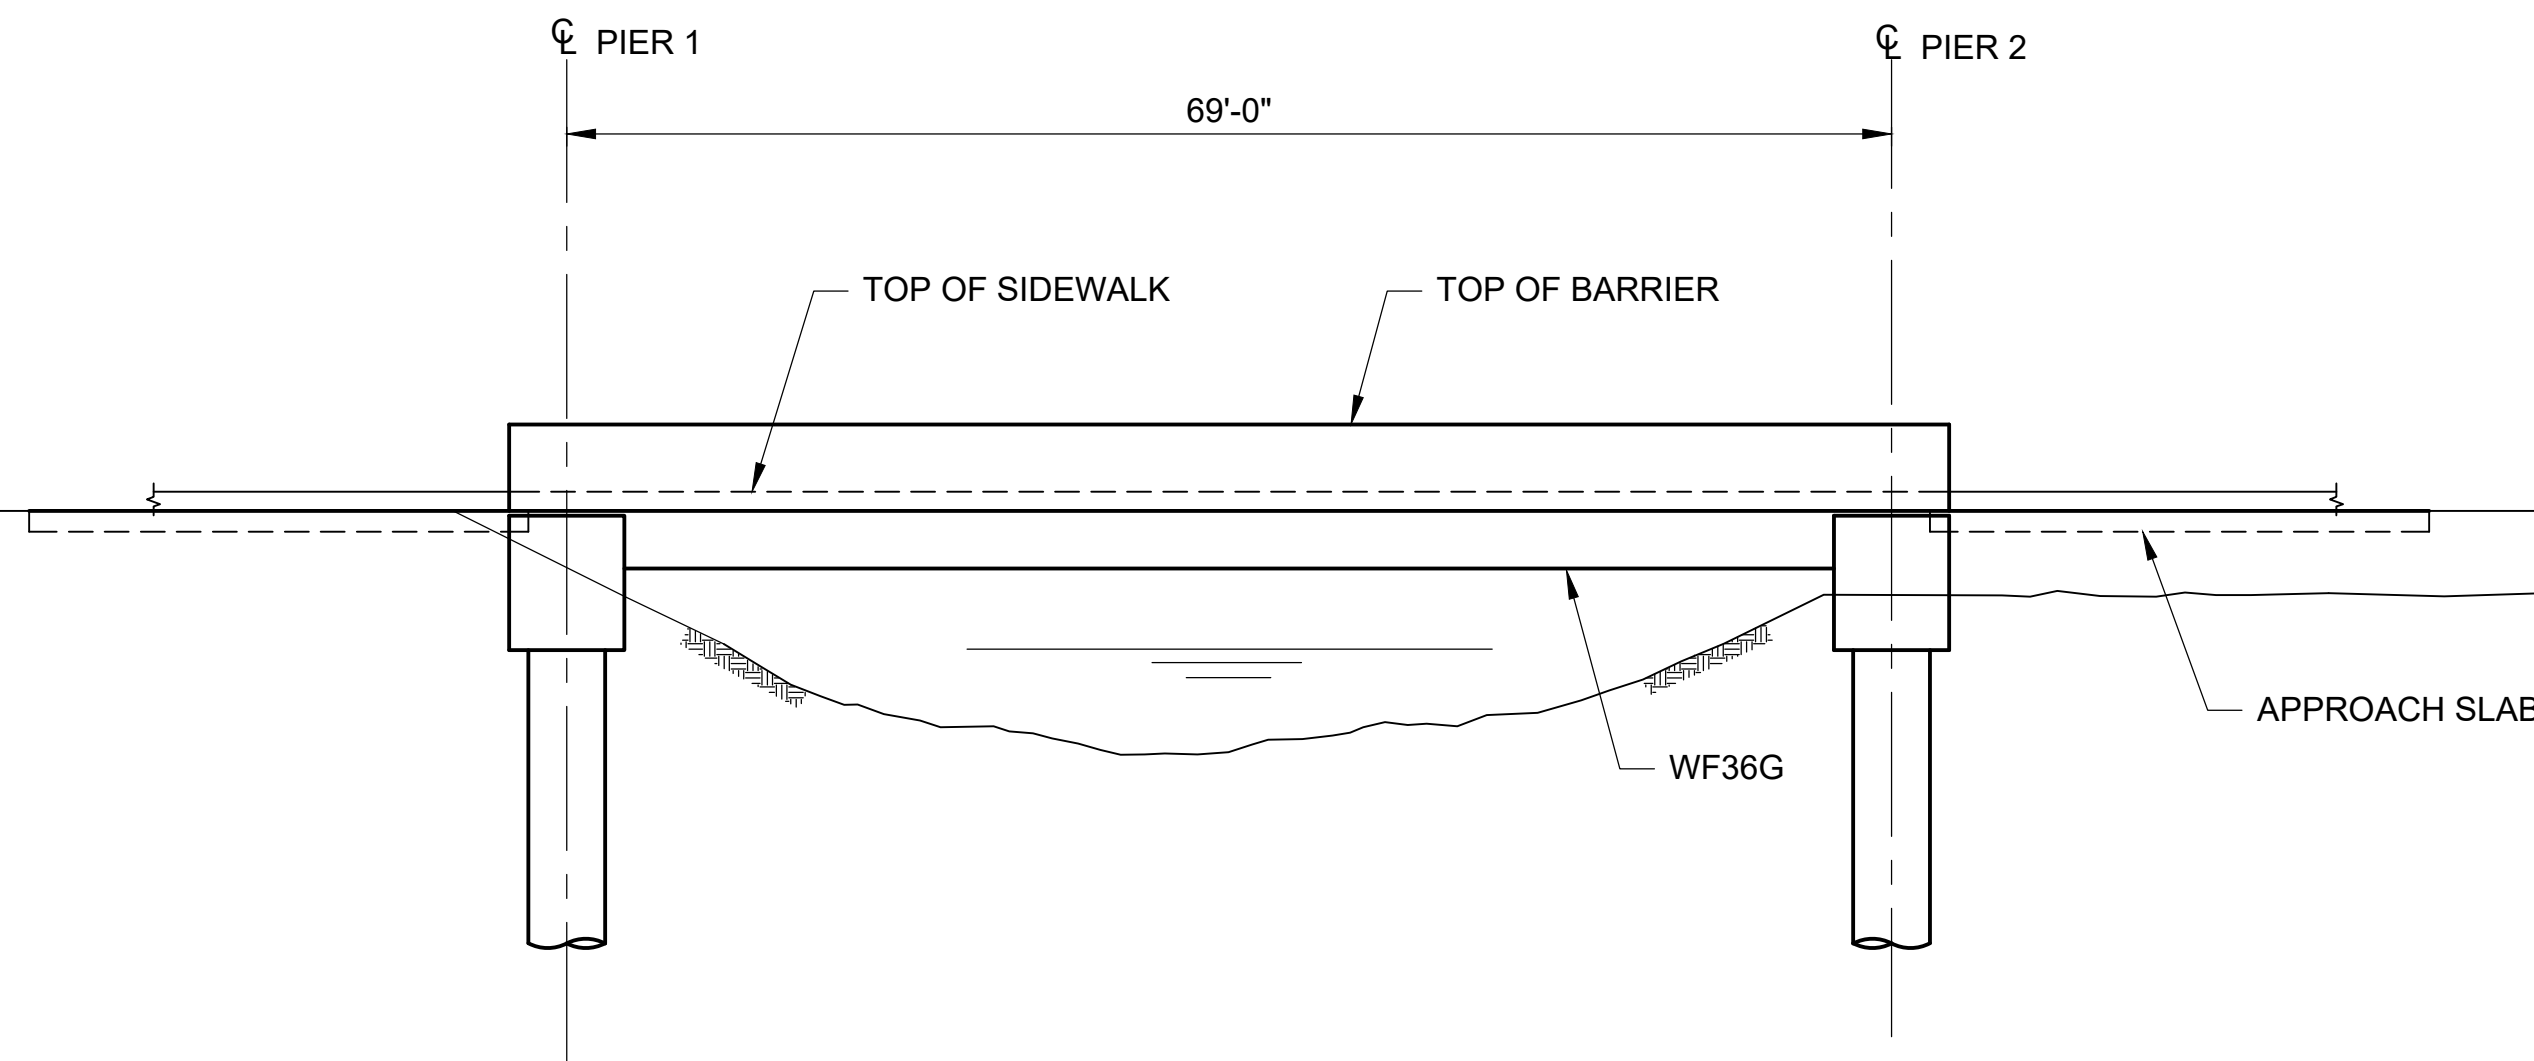 ℄ PIER 1
℄ PIER 2
69'-0"
TOP OF SIDEWALK
TOP OF BARRIER
APPROACH SLAB
WF36G